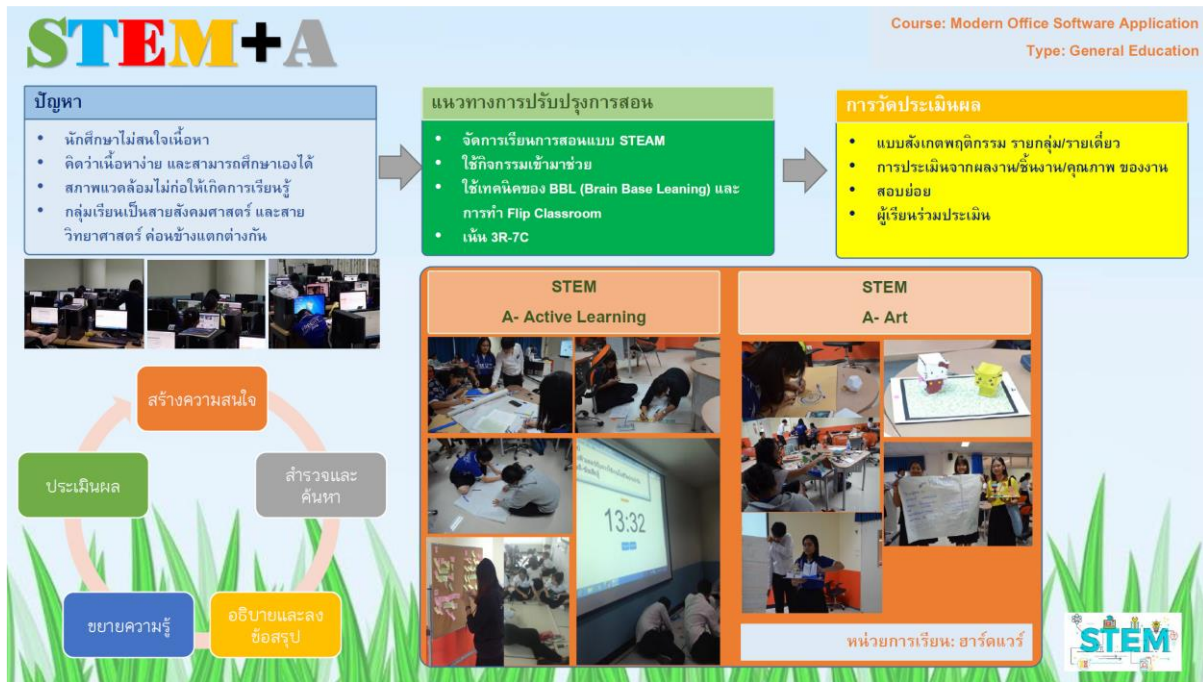 STEM+A
Course: Modern Office Software Application
Type: General Education
ปัญหา
นักศึกษาไม่สนใจเนื้อหา
คิดว่าเนื้อหาง่าย และสามารถศึกษาเองได้
สภาพแวดล้อมไม่ก่อให้เกิดการเรียนรู้
กลุ่มเรียนเป็นสายสังคมศาสตร์ และสาย
วิทยาศาสตร์ ค่อนข้างแตกต่างกัน
แนวทางการปรับปรุงการสอน
จัดการเรียนการสอนแบบ STEAM
ใช้กิจกรรมเข้ามาช่วย
ใช้เทคนิคของ BBL (Brain Base Leaning) และ
การทำ Flip Classroom
เน้น 3R-7C
การวัดประเมินผล
แบบสังเกตพฤติกรรม รายกลุ่ม/รายเดี่ยว
การประเมินจากผลงาน/ชิ้นงาน/คุณภาพ ของงาน
สอบย่อย
ผู้เรียนร่วมประเมิน
สร้างความสนใจ
สำรวจและ
ค้นหา
อธิบายและลง
ข้อสรุป
ขยายความรู้
ประเมินผล
STEM
A- Active Learning
13:32
STEM
A- Art
หน่วยการเรียน: ฮาร์ดแวร์
STEM